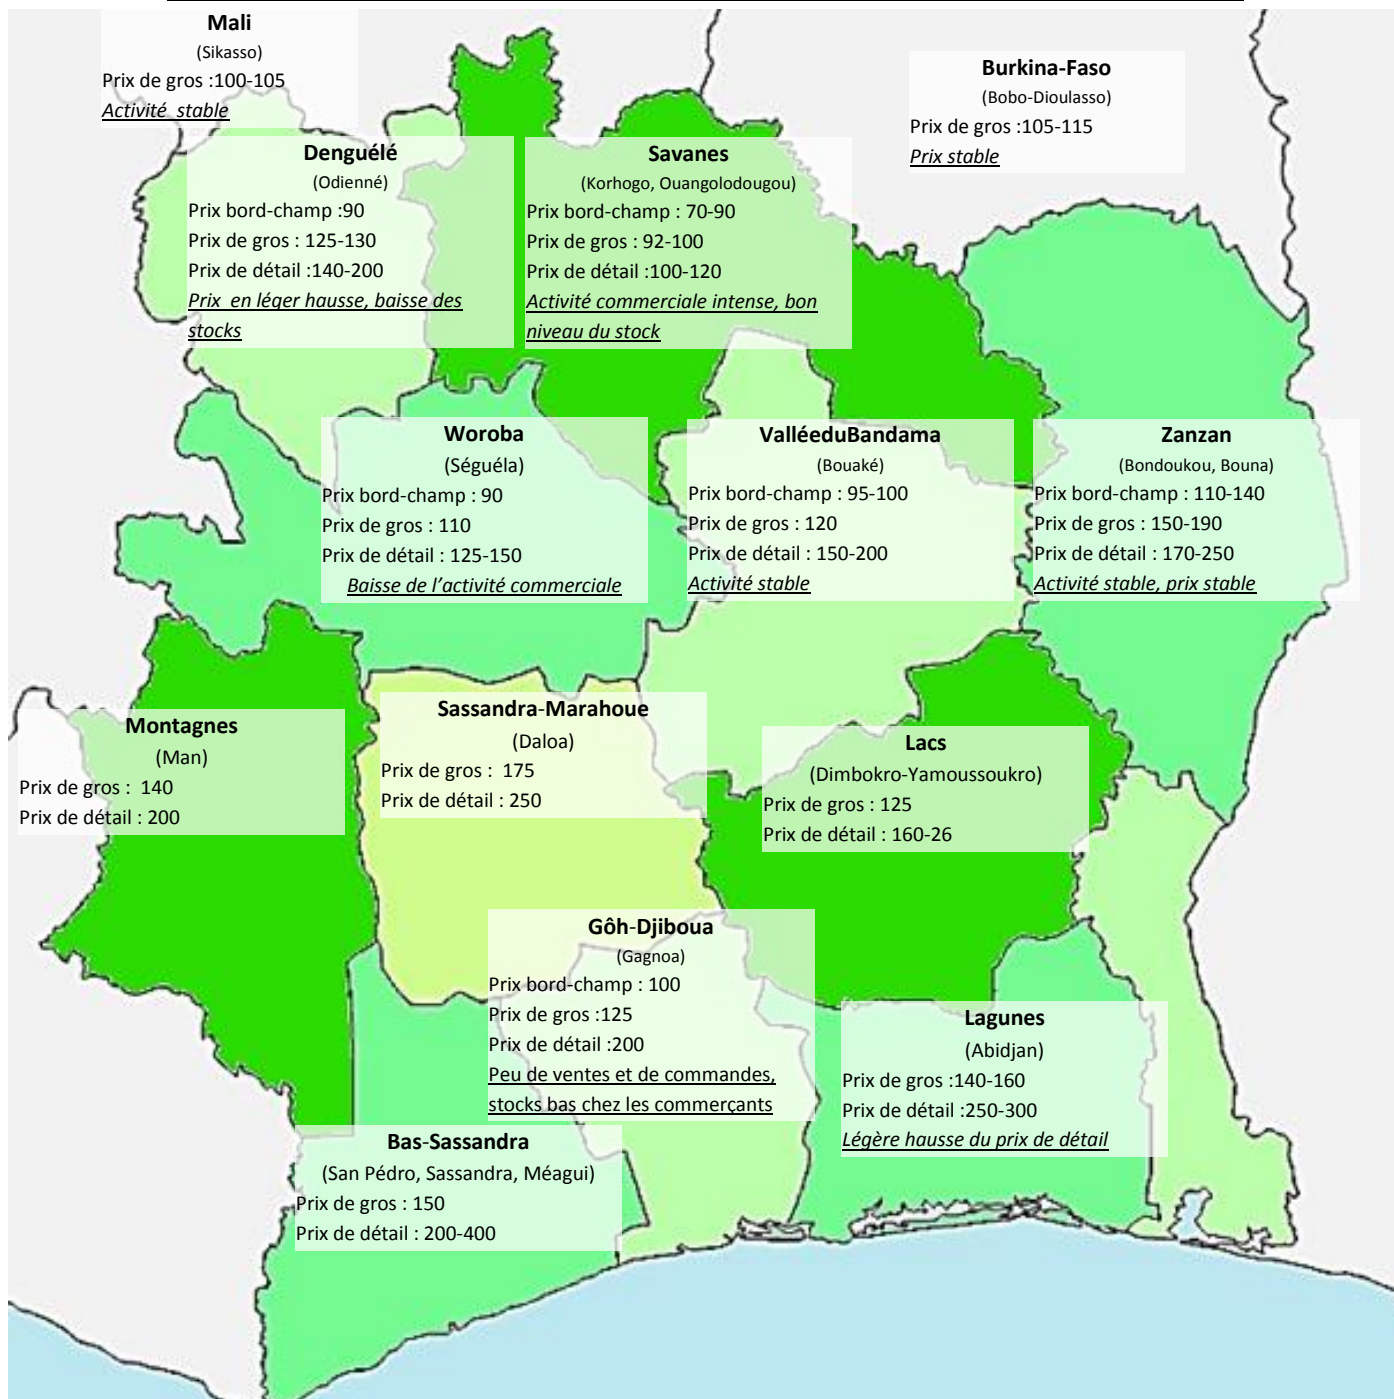 Mali
(Sikasso)
Prix de gros :100-105
Activité stable
Burkina-Faso
(Bobo-Dioulasso)
Prix de gros :105-115
Prix stable
Denguélé
(Odienné)
Prix bord-champ :90
Prix de gros : 125-130
Prix de détail :140-200
Prix en léger hausse, baisse des
stocks
Savanes
(Korhogo, Ouangolodougou)
Prix bord-champ : 70-90
Prix de gros : 92-100
Prix de détail :100-120
Activité commerciale intense, bon
niveau du stock
Woroba
(Séguéla)
Prix bord-champ : 90
Prix de gros : 110
Prix de détail : 125-150
Baisse de l’activité commerciale
ValléeduBandama
(Bouaké)
Prix bord-champ : 95-100
Prix de gros : 120
Prix de détail : 150-200
Activité stable
Zanzan
(Bondoukou, Bouna)
Prix bord-champ : 110-140
Prix de gros : 150-190
Prix de détail : 170-250
Activité stable, prix stable
Montagnes
(Man)
Prix de gros : 140
Prix de détail : 200
Sassandra-Marahoue
(Daloa)
Prix de gros : 175
Prix de détail : 250
Lacs
(Dimbokro-Yamoussoukro)
Prix de gros : 125
Prix de détail : 160-26
Gôh-Djiboua
(Gagnoa)
Prix bord-champ : 100
Prix de gros :125
Prix de détail :200
Peu de ventes et de commandes,
stocks bas chez les commerçants
Lagunes
(Abidjan)
Prix de gros :140-160
Prix de détail :250-300
Légère hausse du prix de détail
Bas-Sassandra
(San Pédro, Sassandra, Méagui)
Prix de gros : 150
Prix de détail : 200-400